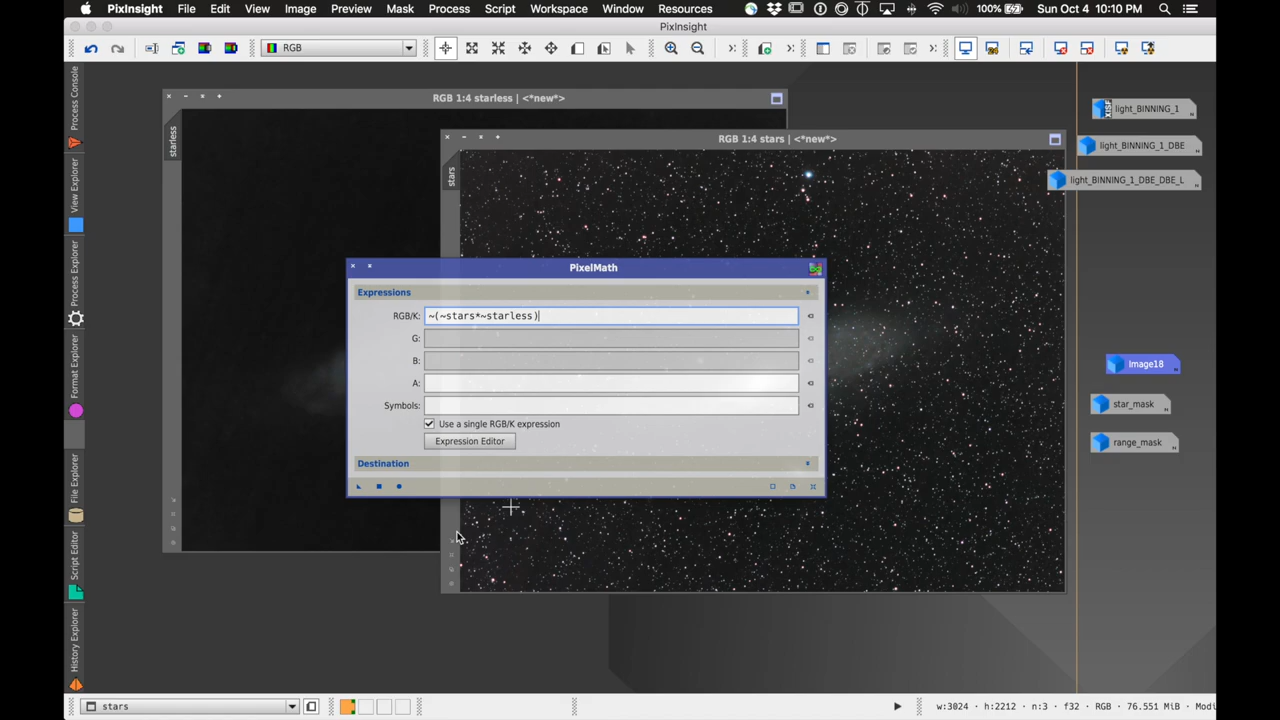 PixInsight File Edit View Image Preview Mask Process Script Workspace Window Resources 100% Sun Oct 4 10:10 PM
PixInsight
RGB
Process Console
View Explorer
Process Explorer
Format Explorer
File Explorer
Script Editor
History Explorer
RGB 1:4 starless | <*new*>
starless
RGB 1:4 stars | <*new*>
stars
light_BINNING_1
light_BINNING_1_DBE
light_BINNING_1_DBE_DBE_L
Image18
star_mask
range_mask
PixelMath
Expressions
RGB/K: ~(~stars*~starless)
G:
B:
A:
Symbols:
Use a single RGB/K expression
Expression Editor
Destination
stars
w:3024 | h:2212 | n:3 | f32 | RGB | 76.551 MiB | Modi